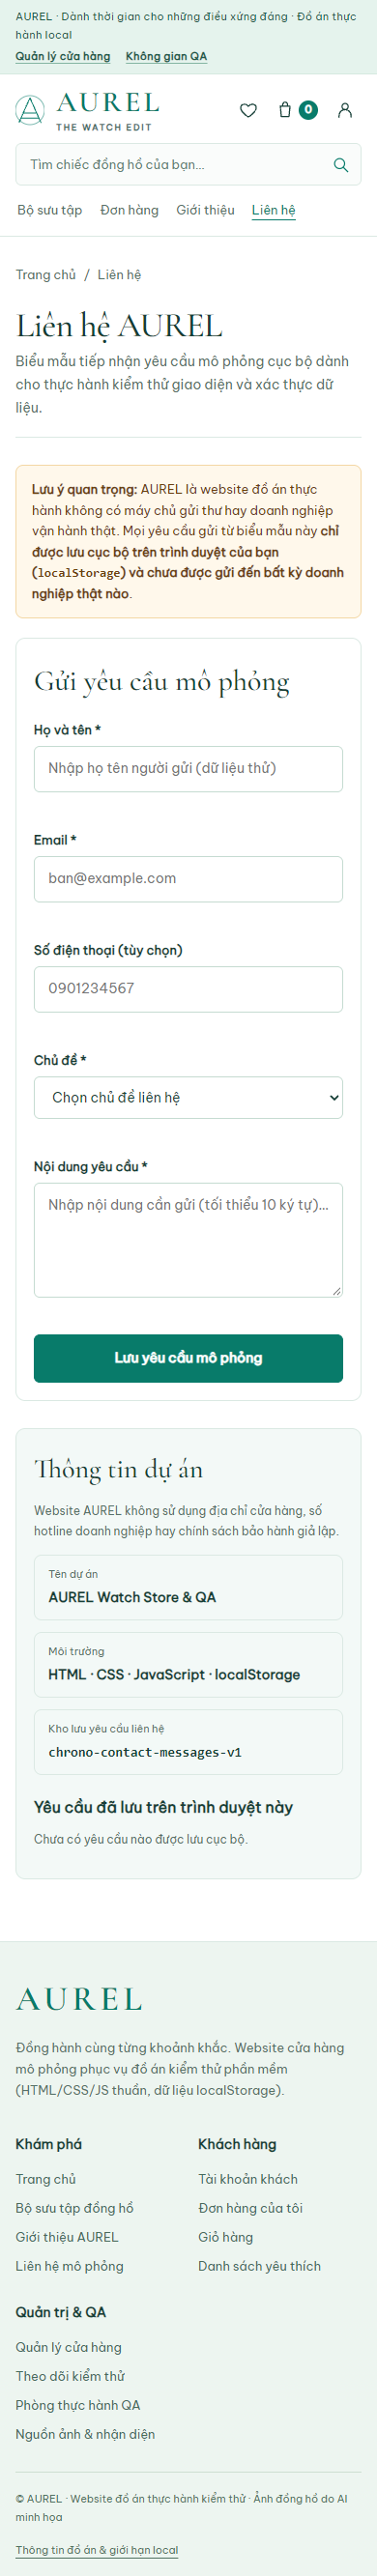 AUREL · Dành thời gian cho những điều xứng đáng · Đồ án thực
hành local
Quản lý cửa hàng Không gian QA
AUREL
THE WATCH EDIT
0
Tìm chiếc đồng hồ của bạn...
Bộ sưu tập Đơn hàng Giới thiệu Liên hệ
Trang chủ / Liên hệ
Liên hệ AUREL
Biểu mẫu tiếp nhận yêu cầu mô phỏng cục bộ dành
cho thực hành kiểm thử giao diện và xác thực dữ
liệu.
Lưu ý quan trọng: AUREL là website đồ án thực
hành không có máy chủ gửi thư hay doanh nghiệp
vận hành thật. Mọi yêu cầu gửi từ biểu mẫu này chỉ
được lưu cục bộ trên trình duyệt của bạn
(localStorage) và chưa được gửi đến bất kỳ doanh
nghiệp thật nào.
Gửi yêu cầu mô phỏng
Họ và tên *
Nhập họ tên người gửi (dữ liệu thử)
Email *
ban@example.com
Số điện thoại (tùy chọn)
0901234567
Chủ đề *
Chọn chủ đề liên hệ
Nội dung yêu cầu *
Nhập nội dung cần gửi (tối thiểu 10 ký tự)...
Lưu yêu cầu mô phỏng
Thông tin dự án
Website AUREL không sử dụng địa chỉ cửa hàng, số
hotline doanh nghiệp hay chính sách bảo hành giả lập.
Tên dự án
AUREL Watch Store & QA
Môi trường
HTML · CSS · JavaScript · localStorage
Kho lưu yêu cầu liên hệ
chrono-contact-messages-v1
Yêu cầu đã lưu trên trình duyệt này
Chưa có yêu cầu nào được lưu cục bộ.
AUREL
Đồng hành cùng từng khoảnh khắc. Website cửa hàng
mô phỏng phục vụ đồ án kiểm thử phần mềm
(HTML/CSS/JS thuần, dữ liệu localStorage).
Khám phá
Trang chủ
Bộ sưu tập đồng hồ
Giới thiệu AUREL
Liên hệ mô phỏng
Khách hàng
Tài khoản khách
Đơn hàng của tôi
Giỏ hàng
Danh sách yêu thích
Quản trị & QA
Quản lý cửa hàng
Theo dõi kiểm thử
Phòng thực hành QA
Nguồn ảnh & nhận diện
© AUREL · Website đồ án thực hành kiểm thử · Ảnh đồng hồ do AI
minh họa
Thông tin đồ án & giới hạn local